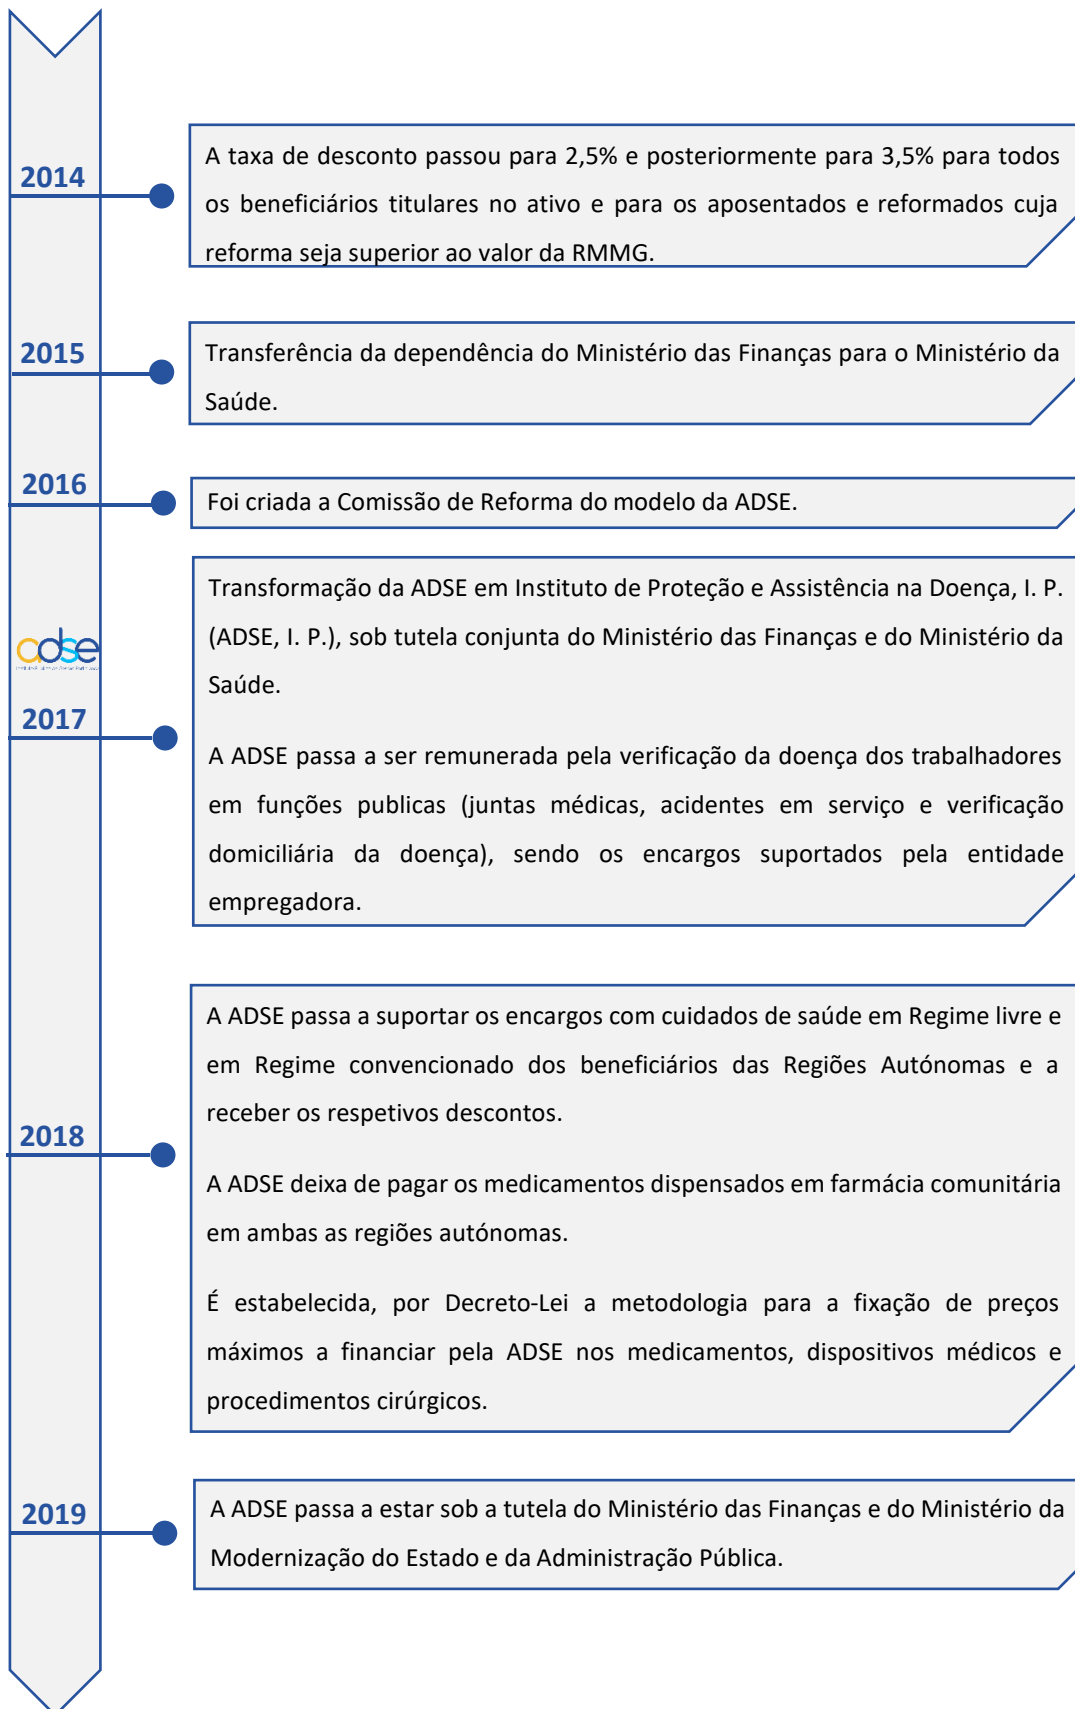 2014
A taxa de desconto passou para 2,5% e posteriormente para 3,5% para todos
os beneficiários titulares no ativo e para os aposentados e reformados cuja
reforma seja superior ao valor da RMMG.
2015
Transferência da dependência do Ministério das Finanças para o Ministério da
Saúde.
2016
Foi criada a Comissão de Reforma do modelo da ADSE.
adse
2017
Transformação da ADSE em Instituto de Proteção e Assistência na Doença, I. P.
(ADSE, I. P.), sob tutela conjunta do Ministério das Finanças e do Ministério da
Saúde.
A ADSE passa a ser remunerada pela verificação da doença dos trabalhadores
em funções publicas (juntas médicas, acidentes em serviço e verificação
domiciliária da doença), sendo os encargos suportados pela entidade
empregadora.
2018
A ADSE passa a suportar os encargos com cuidados de saúde em Regime livre e
em Regime convencionado dos beneficiários das Regiões Autónomas e a
receber os respetivos descontos.
A ADSE deixa de pagar os medicamentos dispensados em farmácia comunitária
em ambas as regiões autónomas.
É estabelecida, por Decreto-Lei a metodologia para a fixação de preços
máximos a financiar pela ADSE nos medicamentos, dispositivos médicos e
procedimentos cirúrgicos.
2019
A ADSE passa a estar sob a tutela do Ministério das Finanças e do Ministério da
Modernização do Estado e da Administração Pública.